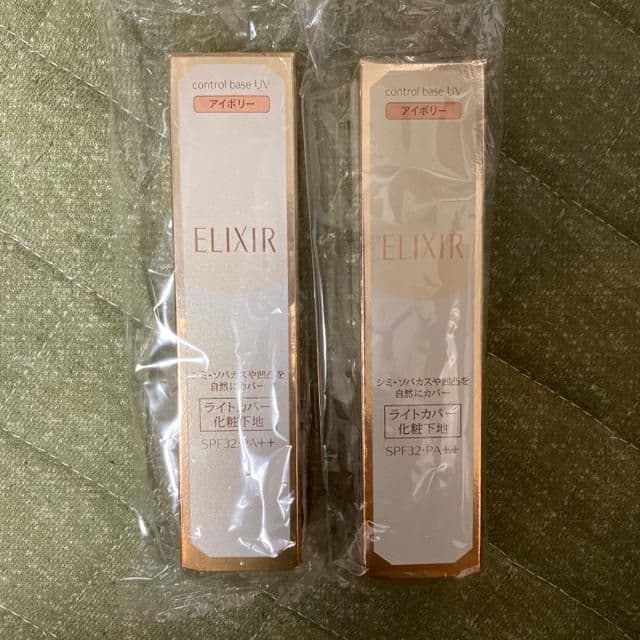 control base UV
アイボリー
ELIXIR
シミ・ソバカスや凹凸を
自然にカバー
ライトカバー
化粧下地
SPF32・PA++
control base UV
アイボリー
ELIXIR
シミ・ソバカスや凹凸を
自然にカバー
ライトカバー
化粧下地
SPF32・PA++